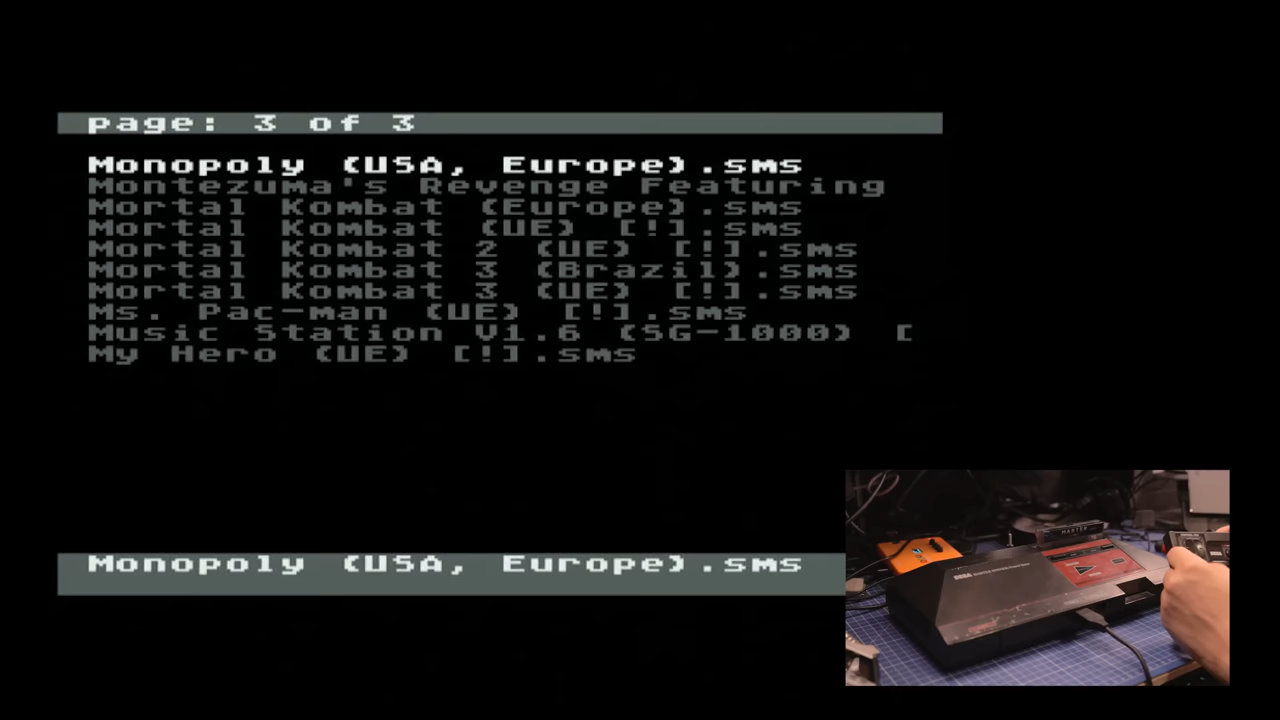 page: 3 of 3
Monopoly (USA, Europe).sms
Montezuma's Revenge Featuring
Mortal Kombat (Europe).sms
Mortal Kombat (UE) [!].sms
Mortal Kombat 2 (UE) [!].sms
Mortal Kombat 3 (Brazil).sms
Mortal Kombat 3 (UE) [!].sms
Ms. Pac-man (UE) [!].sms
Music Station V1.6 (SG-1000) [
My Hero (UE) [!].sms
Monopoly (USA, Europe).sms
MASTER
SEGA